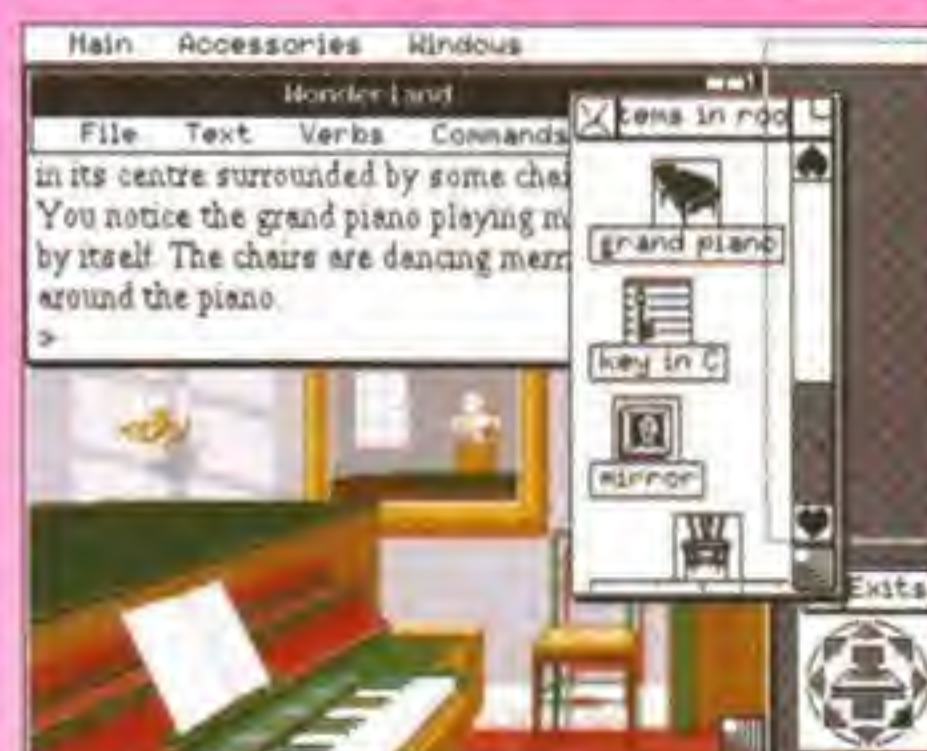 Main Accessories Windows
Wonderland
File Text Verbs Commands
in its centre surrounded by some chai
You notice the grand piano playing m
by itself. The chairs are dancing merr
around the piano.
>
tems in roo
grand piano
key in C
mirror
Exits